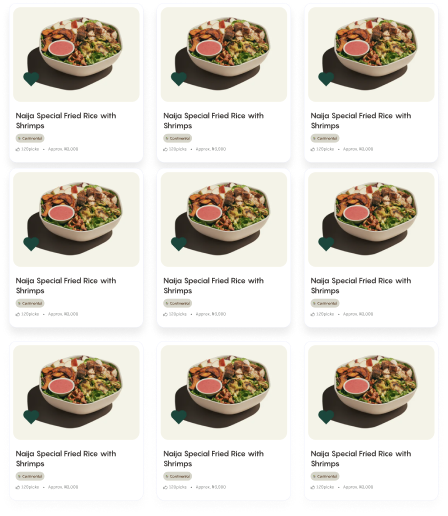 Naija Special Fried Rice with
Shrimps
Continental
125picks • Approx. ₦3,000
Naija Special Fried Rice with
Shrimps
Continental
125picks • Approx. ₦3,000
Naija Special Fried Rice with
Shrimps
Continental
125picks • Approx. ₦3,000
Naija Special Fried Rice with
Shrimps
Continental
125picks • Approx. ₦3,000
Naija Special Fried Rice with
Shrimps
Continental
125picks • Approx. ₦3,000
Naija Special Fried Rice with
Shrimps
Continental
125picks • Approx. ₦3,000
Naija Special Fried Rice with
Shrimps
Continental
125picks • Approx. ₦3,000
Naija Special Fried Rice with
Shrimps
Continental
125picks • Approx. ₦3,000
Naija Special Fried Rice with
Shrimps
Continental
125picks • Approx. ₦3,000